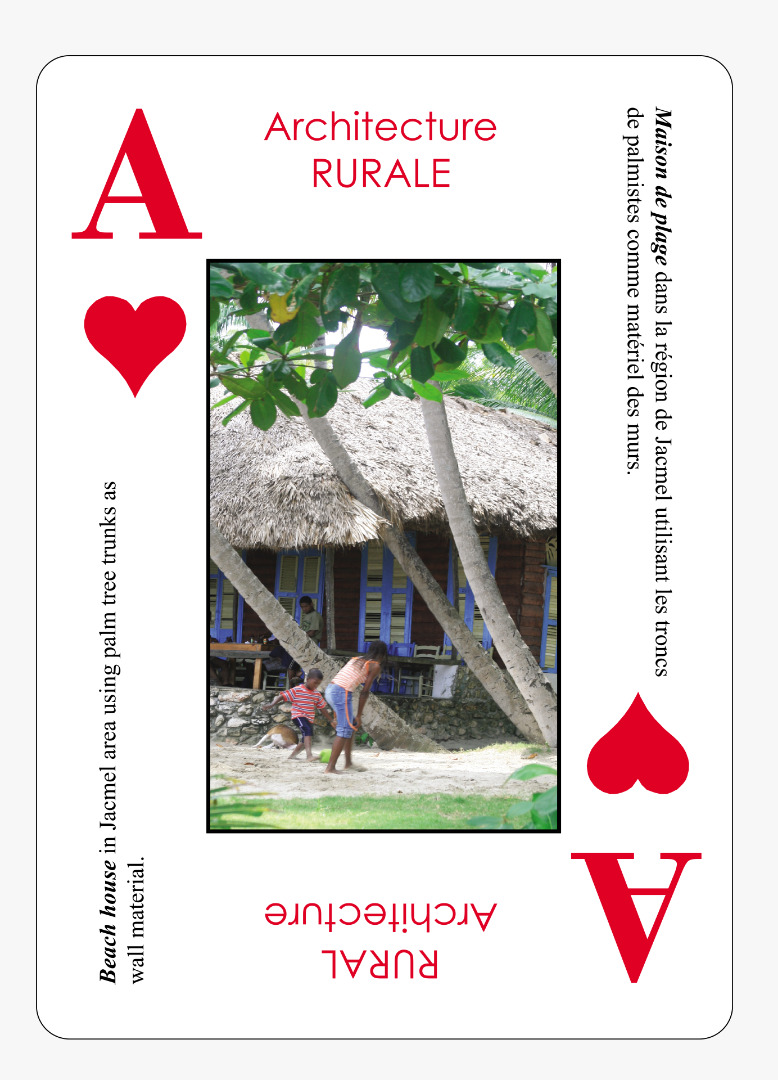 A
Architecture
RURALE
Maison de plage dans la région de Jacmel utilisant les troncs
de palmistes comme matériel des murs.
Beach house in Jacmel area using palm tree trunks as
wall material.
RURAL
Architecture
A